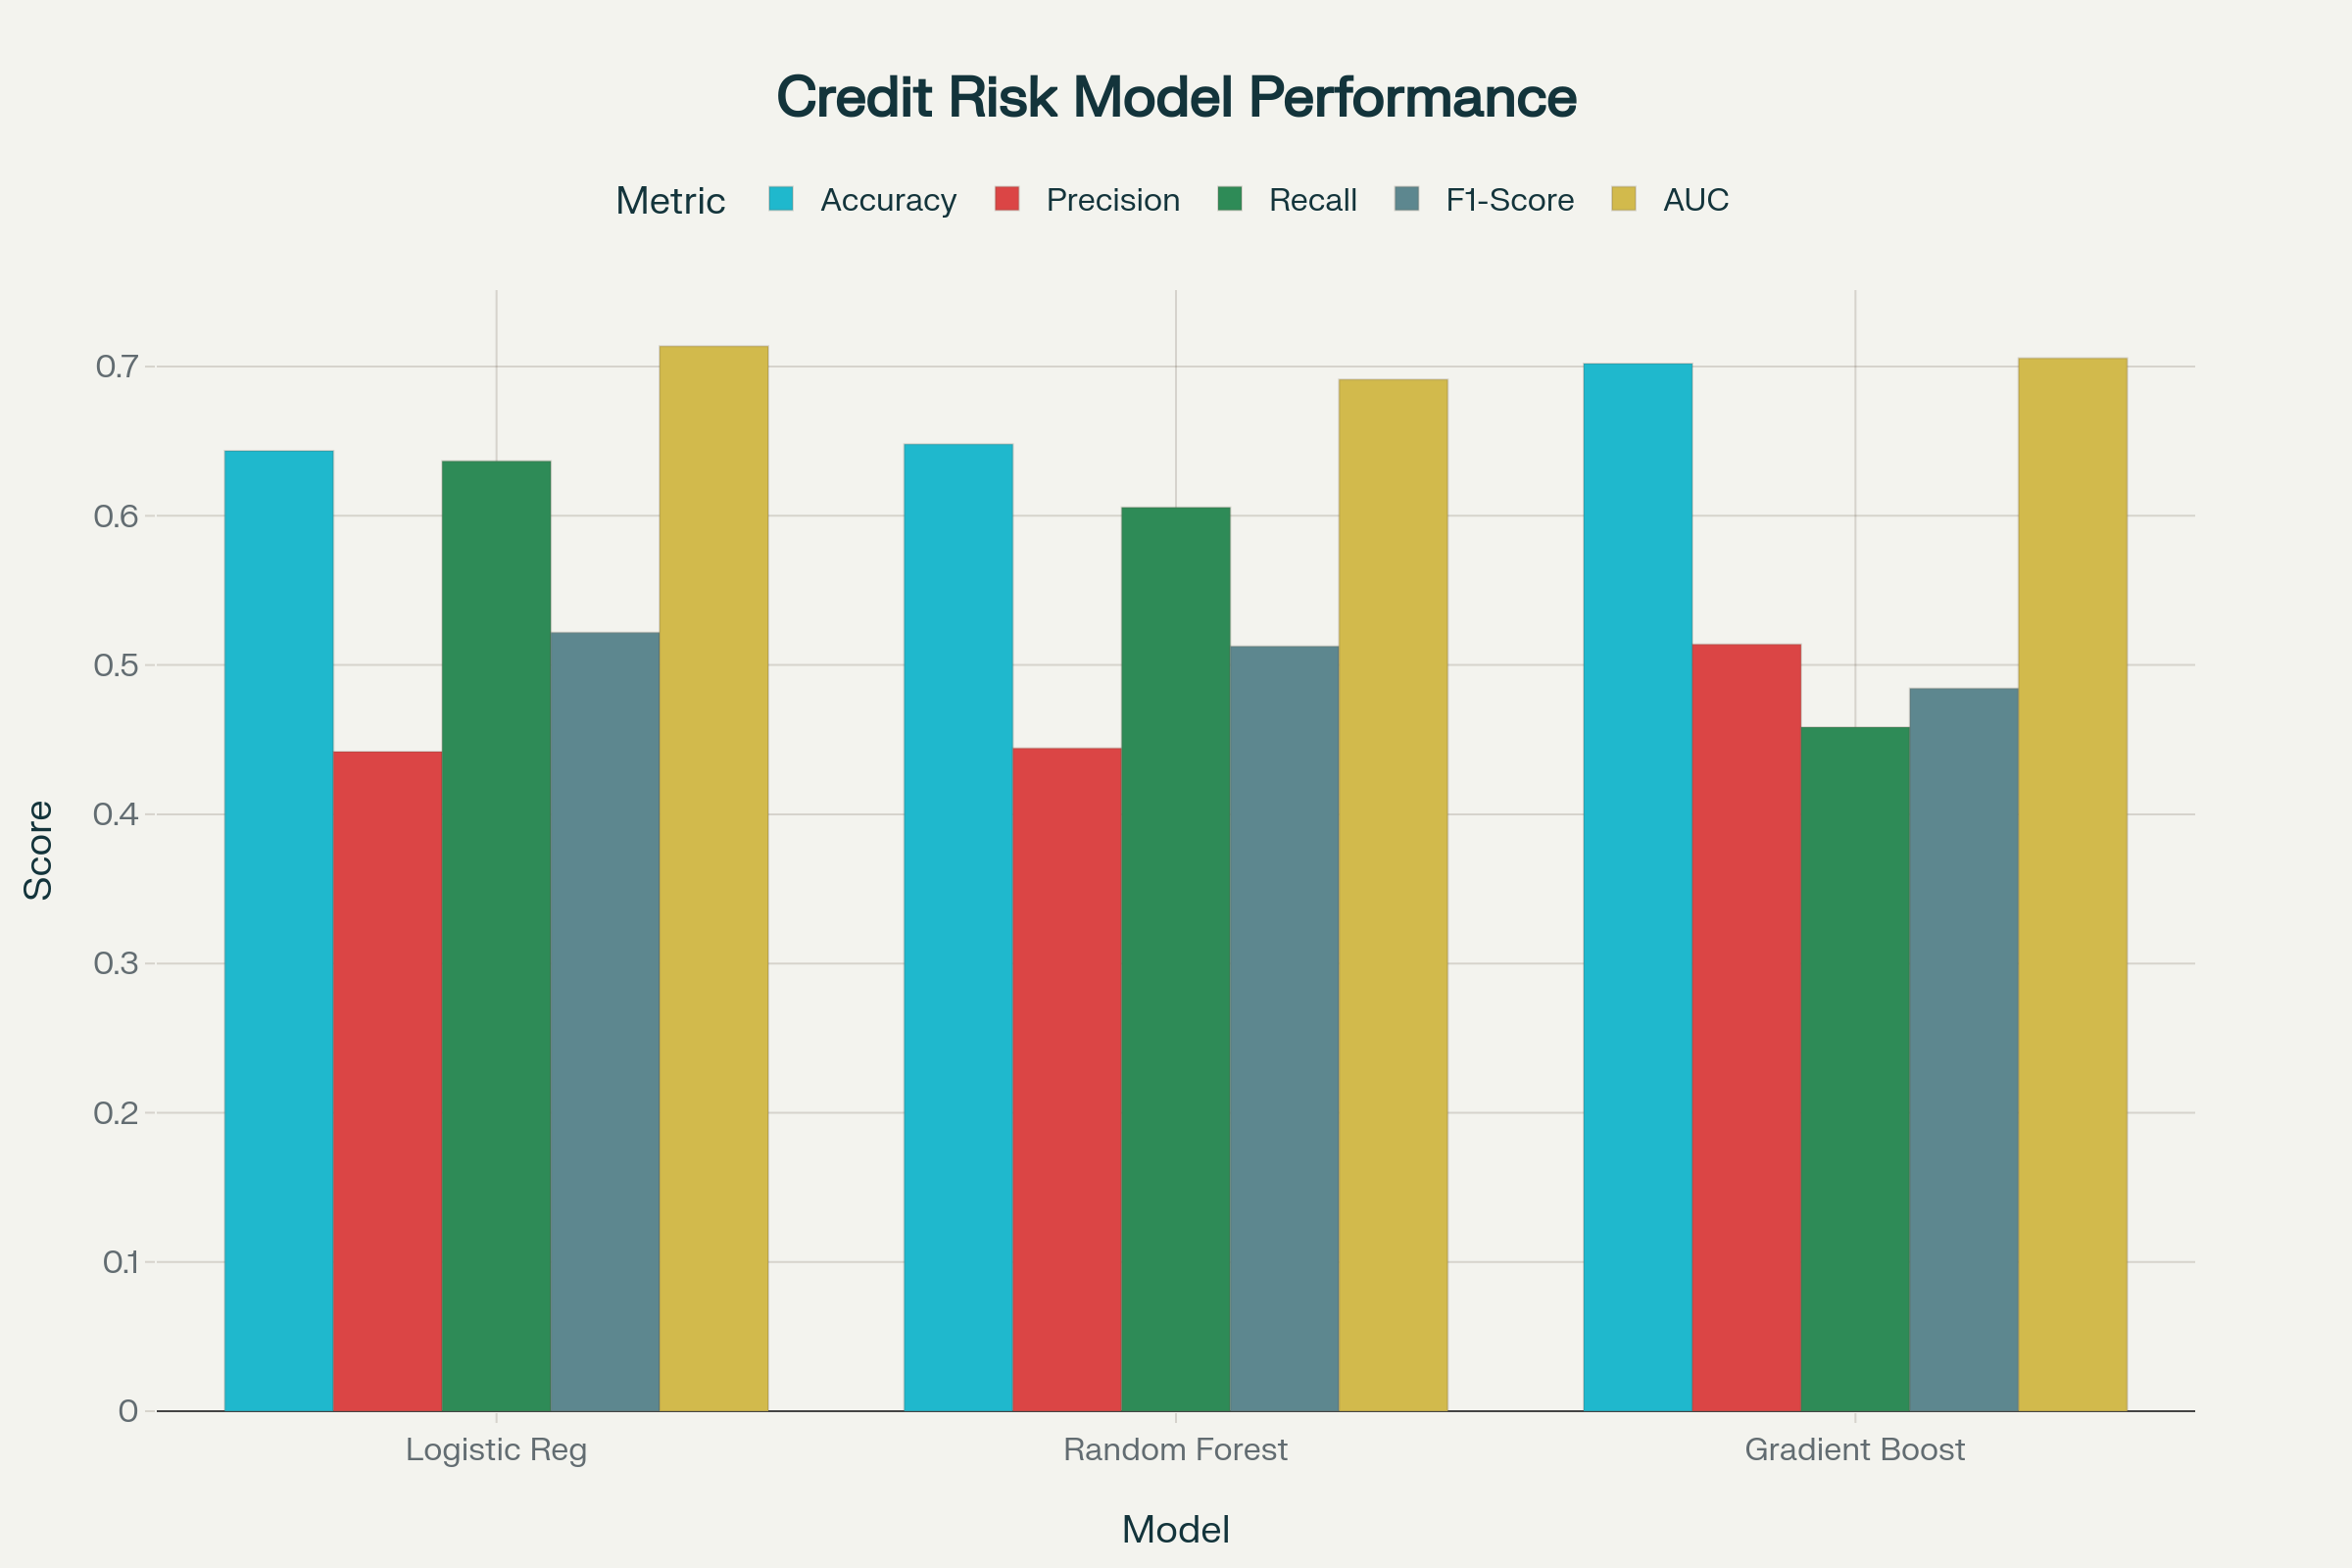 Credit Risk Model Performance
Metric Accuracy Precision Recall F1-Score AUC
0.7
0.6
0.5
0.4
0.3
0.2
0.1
0
Score
Logistic Reg Random Forest Gradient Boost
Model